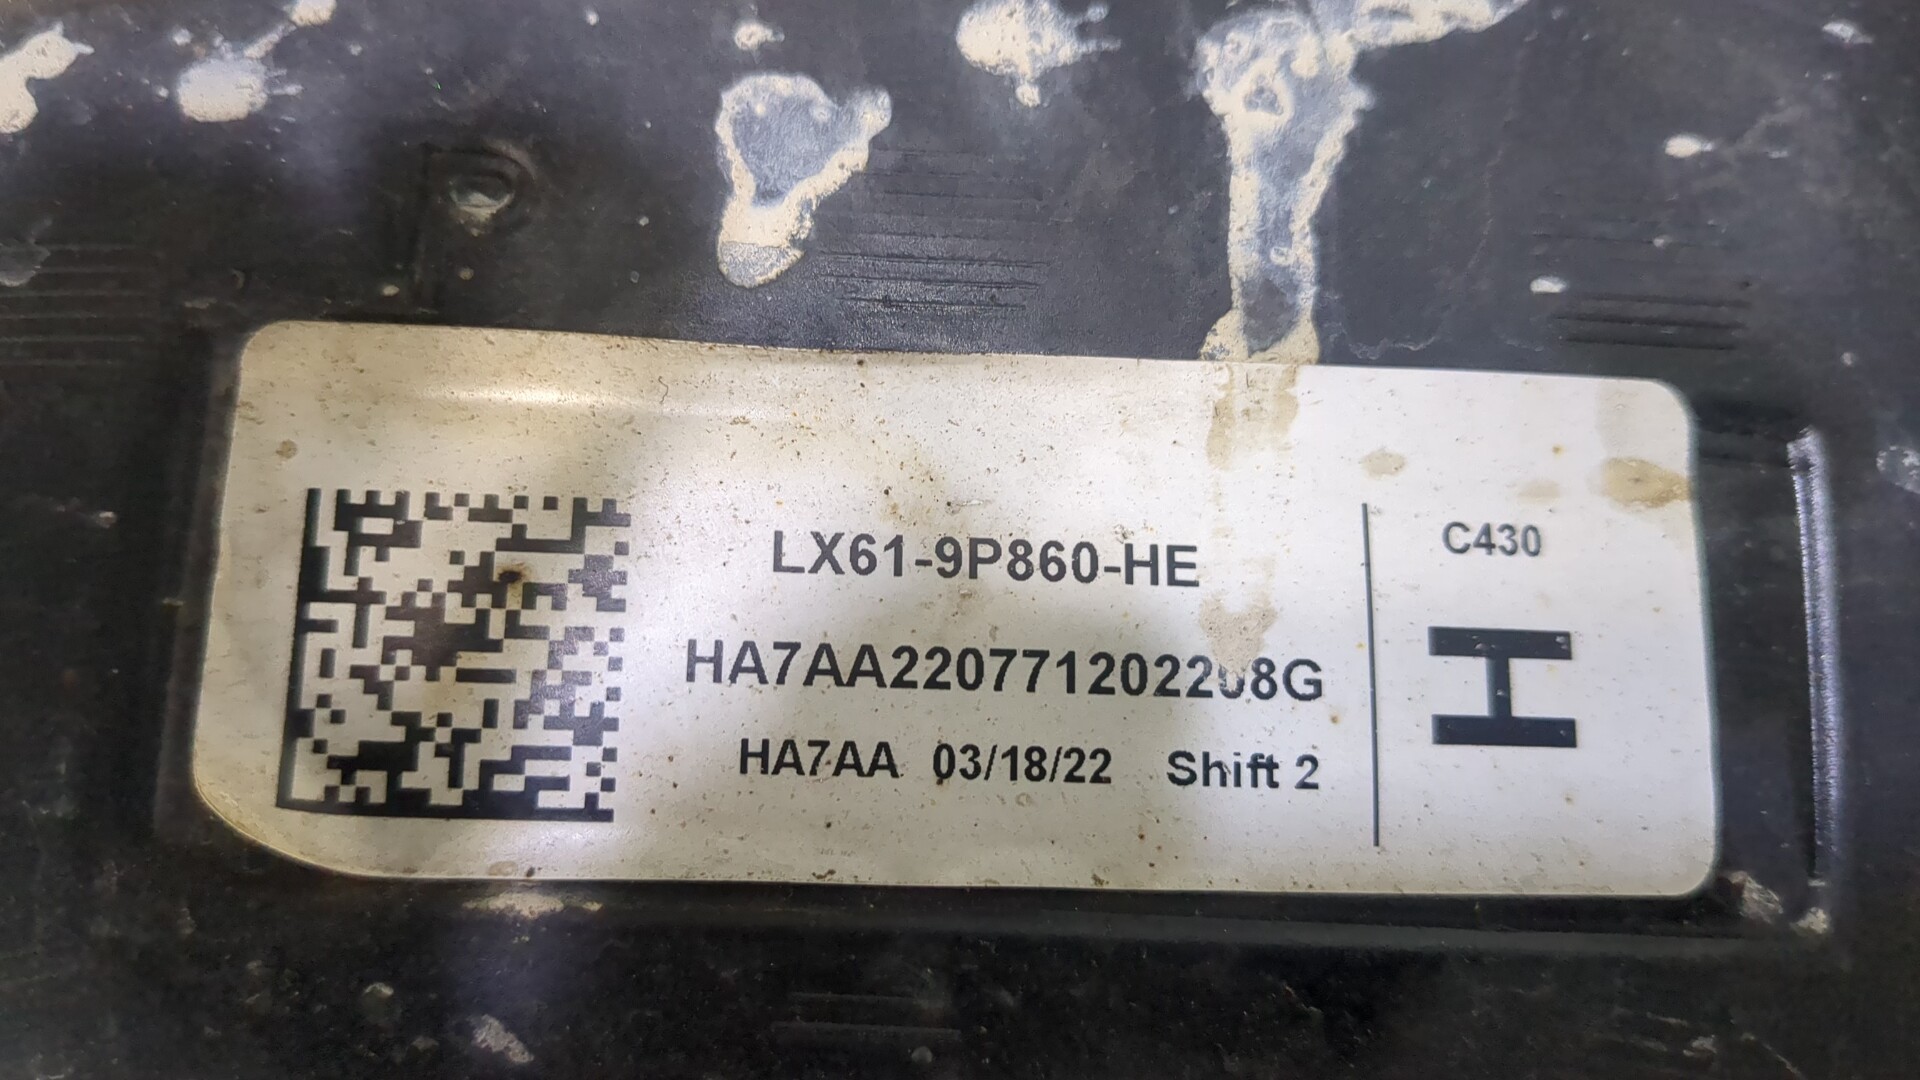 LX61-9P860-HE
HA7AA220771202208G
HA7AA 03/18/22 Shift 2
C430
H